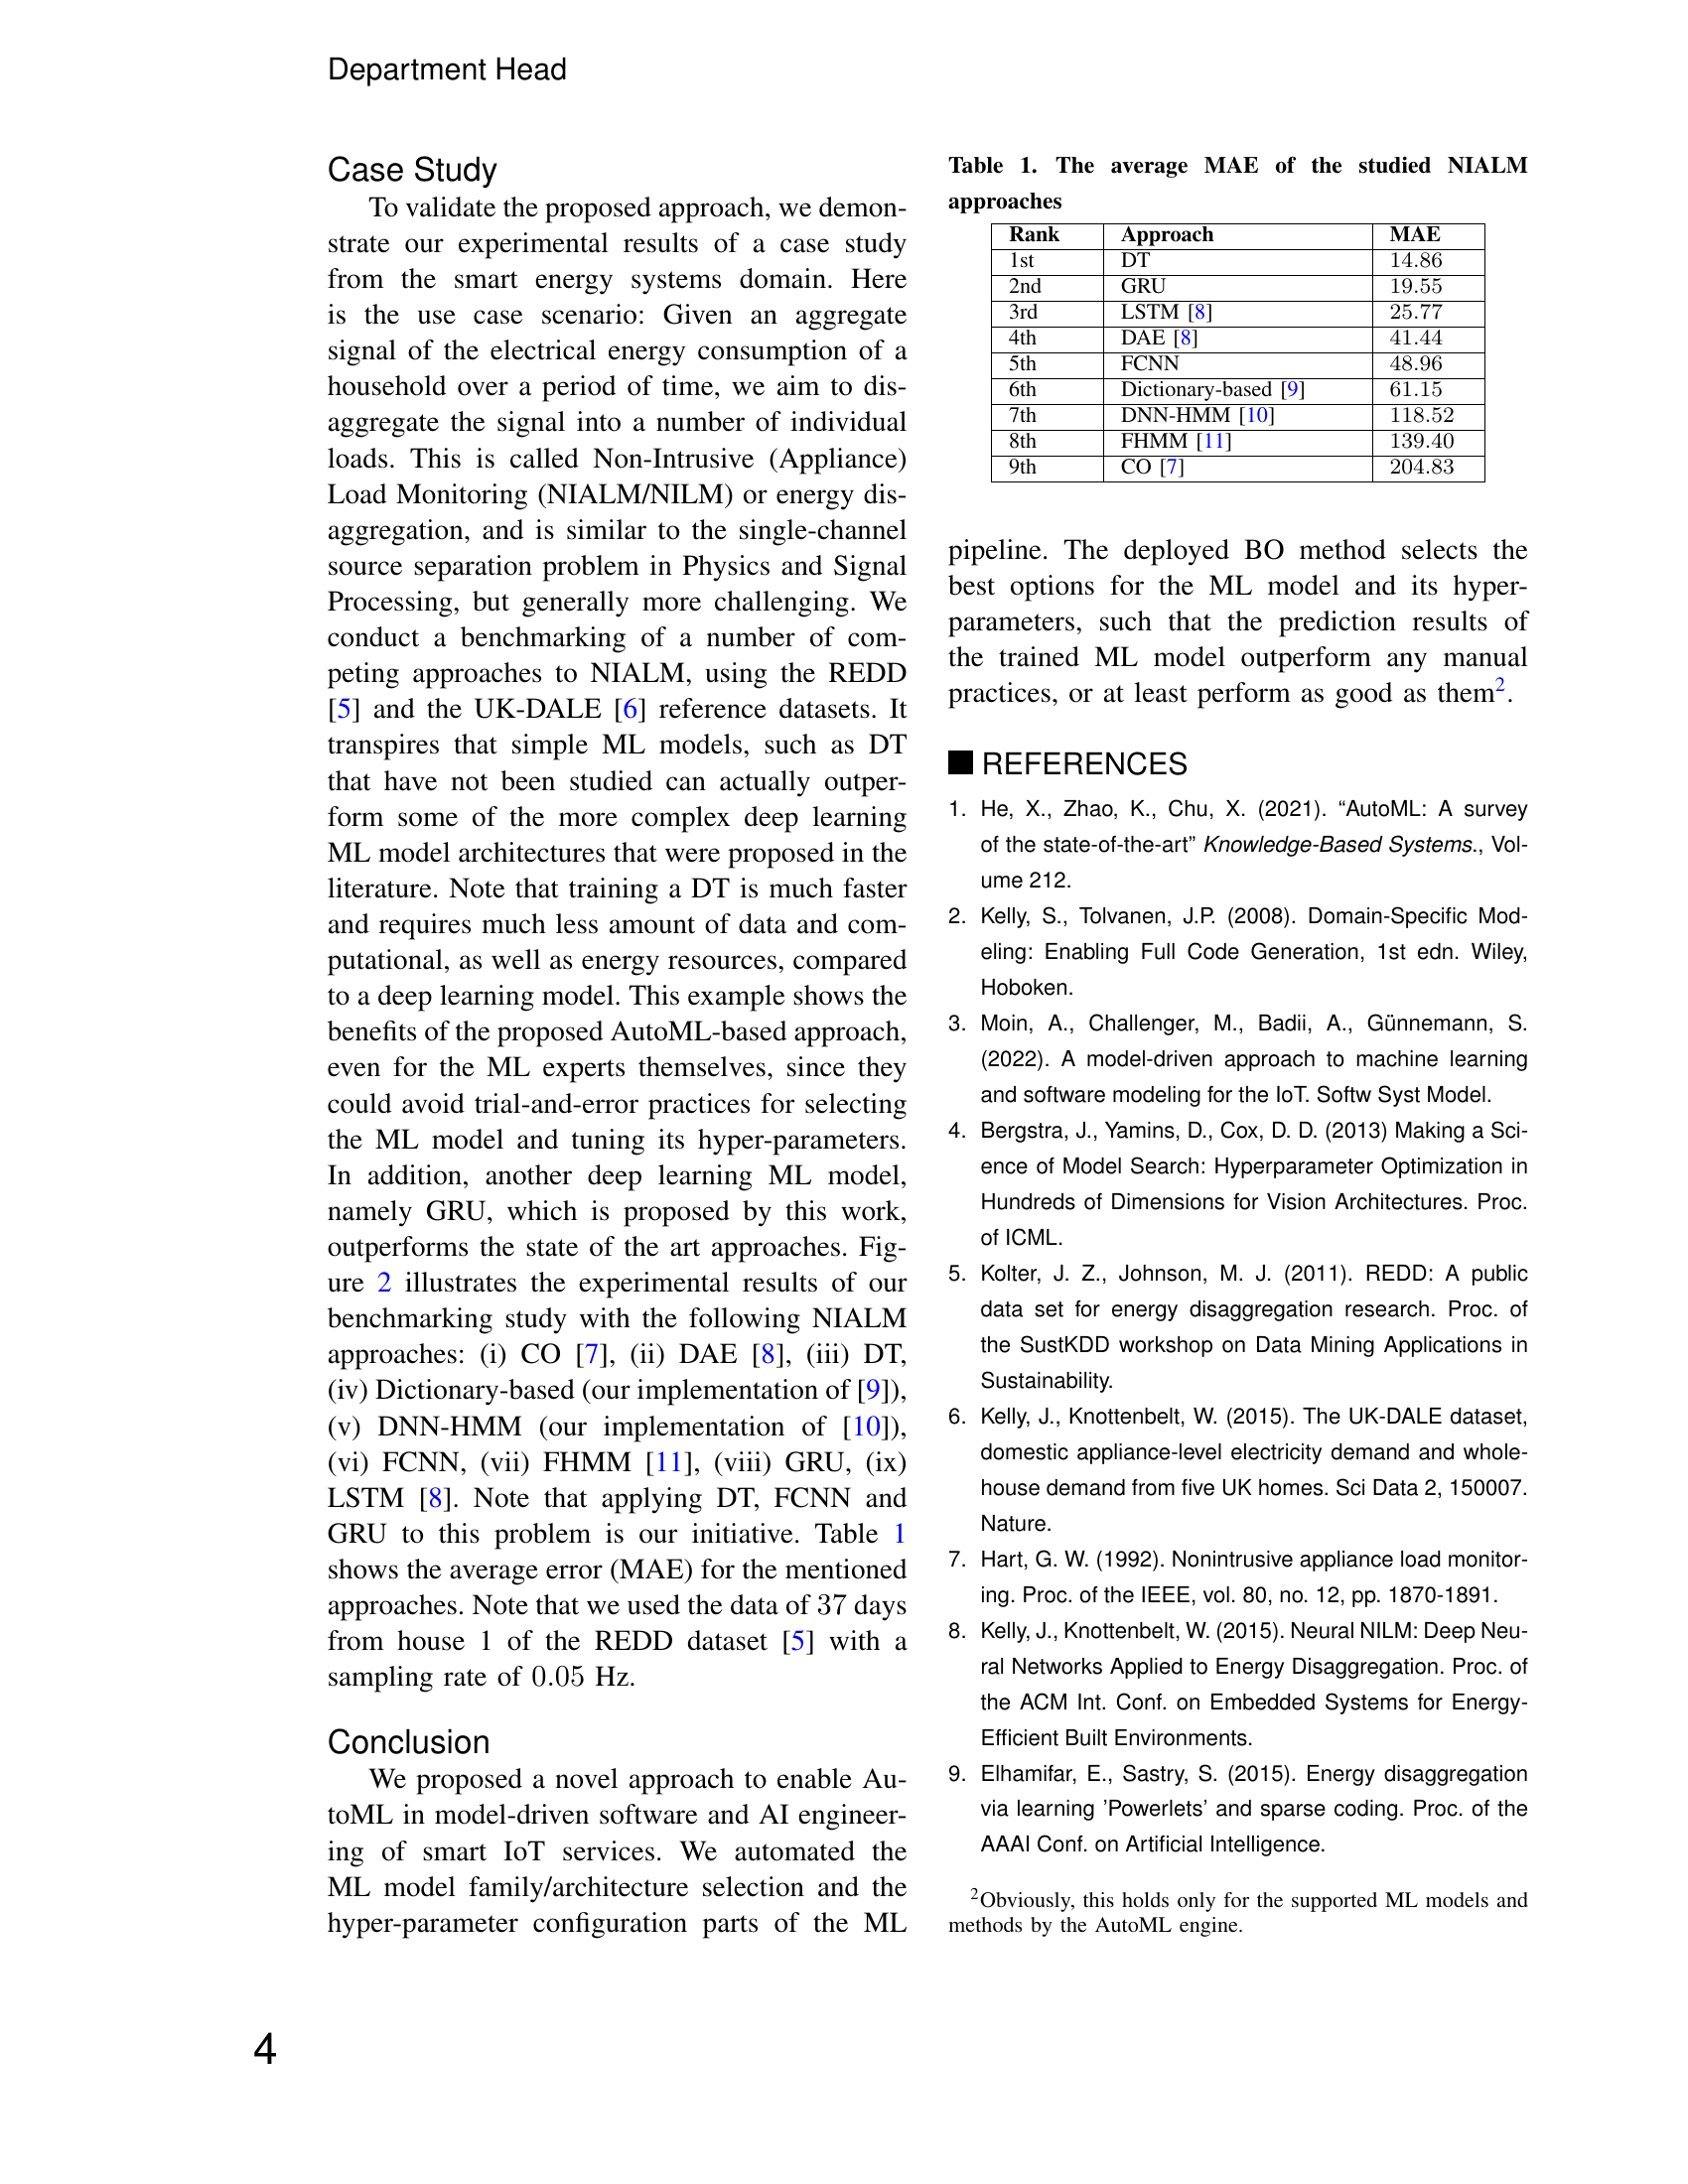 Department Head
Case Study
To validate the proposed approach, we demon-
strate our experimental results of a case study
from the smart energy systems domain. Here
is the use case scenario: Given an aggregate
signal of the electrical energy consumption of a
household over a period of time, we aim to dis-
aggregate the signal into a number of individual
loads. This is called Non-Intrusive (Appliance)
Load Monitoring (NIALM/NILM) or energy dis-
aggregation, and is similar to the single-channel
source separation problem in Physics and Signal
Processing, but generally more challenging. We
conduct a benchmarking of a number of com-
peting approaches to NIALM, using the REDD
[5] and the UK-DALE [6] reference datasets. It
transpires that simple ML models, such as DT
that have not been studied can actually outper-
form some of the more complex deep learning
ML model architectures that were proposed in the
literature. Note that training a DT is much faster
and requires much less amount of data and com-
putational, as well as energy resources, compared
to a deep learning model. This example shows the
benefits of the proposed AutoML-based approach,
even for the ML experts themselves, since they
could avoid trial-and-error practices for selecting
the ML model and tuning its hyper-parameters.
In addition, another deep learning ML model,
namely GRU, which is proposed by this work,
outperforms the state of the art approaches. Fig-
ure 2 illustrates the experimental results of our
benchmarking study with the following NIALM
approaches: (i) CO [7], (ii) DAE [8], (iii) DT,
(iv) Dictionary-based (our implementation of [9]),
(v) DNN-HMM (our implementation of [10]),
(vi) FCNN, (vii) FHMM [11], (viii) GRU, (ix)
LSTM [8]. Note that applying DT, FCNN and
GRU to this problem is our initiative. Table 1
shows the average error (MAE) for the mentioned
approaches. Note that we used the data of 37 days
from house 1 of the REDD dataset [5] with a
sampling rate of 0.05 Hz.
Conclusion
We proposed a novel approach to enable Au-
toML in model-driven software and AI engineer-
ing of smart IoT services. We automated the
ML model family/architecture selection and the
hyper-parameter configuration parts of the ML
Table 1. The average MAE of the studied NIALM
approaches
Rank Approach MAE
1st DT 14.86
2nd GRU 19.55
3rd LSTM [8] 25.77
4th DAE [8] 41.44
5th FCNN 48.96
6th Dictionary-based [9] 61.15
7th DNN-HMM [10] 118.52
8th FHMM [11] 139.40
9th CO [7] 204.83
pipeline. The deployed BO method selects the
best options for the ML model and its hyper-
parameters, such that the prediction results of
the trained ML model outperform any manual
practices, or at least perform as good as them2.
REFERENCES
1. He, X., Zhao, K., Chu, X. (2021). “AutoML: A survey
of the state-of-the-art” Knowledge-Based Systems., Vol-
ume 212.
2. Kelly, S., Tolvanen, J.P. (2008). Domain-Specific Mod-
eling: Enabling Full Code Generation, 1st edn. Wiley,
Hoboken.
3. Moin, A., Challenger, M., Badii, A., Günnemann, S.
(2022). A model-driven approach to machine learning
and software modeling for the IoT. Softw Syst Model.
4. Bergstra, J., Yamins, D., Cox, D. D. (2013) Making a Sci-
ence of Model Search: Hyperparameter Optimization in
Hundreds of Dimensions for Vision Architectures. Proc.
of ICML.
5. Kolter, J. Z., Johnson, M. J. (2011). REDD: A public
data set for energy disaggregation research. Proc. of
the SustKDD workshop on Data Mining Applications in
Sustainability.
6. Kelly, J., Knottenbelt, W. (2015). The UK-DALE dataset,
domestic appliance-level electricity demand and whole-
house demand from five UK homes. Sci Data 2, 150007.
Nature.
7. Hart, G. W. (1992). Nonintrusive appliance load monitor-
ing. Proc. of the IEEE, vol. 80, no. 12, pp. 1870-1891.
8. Kelly, J., Knottenbelt, W. (2015). Neural NILM: Deep Neu-
ral Networks Applied to Energy Disaggregation. Proc. of
the ACM Int. Conf. on Embedded Systems for Energy-
Efficient Built Environments.
9. Elhamifar, E., Sastry, S. (2015). Energy disaggregation
via learning ’Powerlets’ and sparse coding. Proc. of the
AAAI Conf. on Artificial Intelligence.
2Obviously, this holds only for the supported ML models and
methods by the AutoML engine.
4